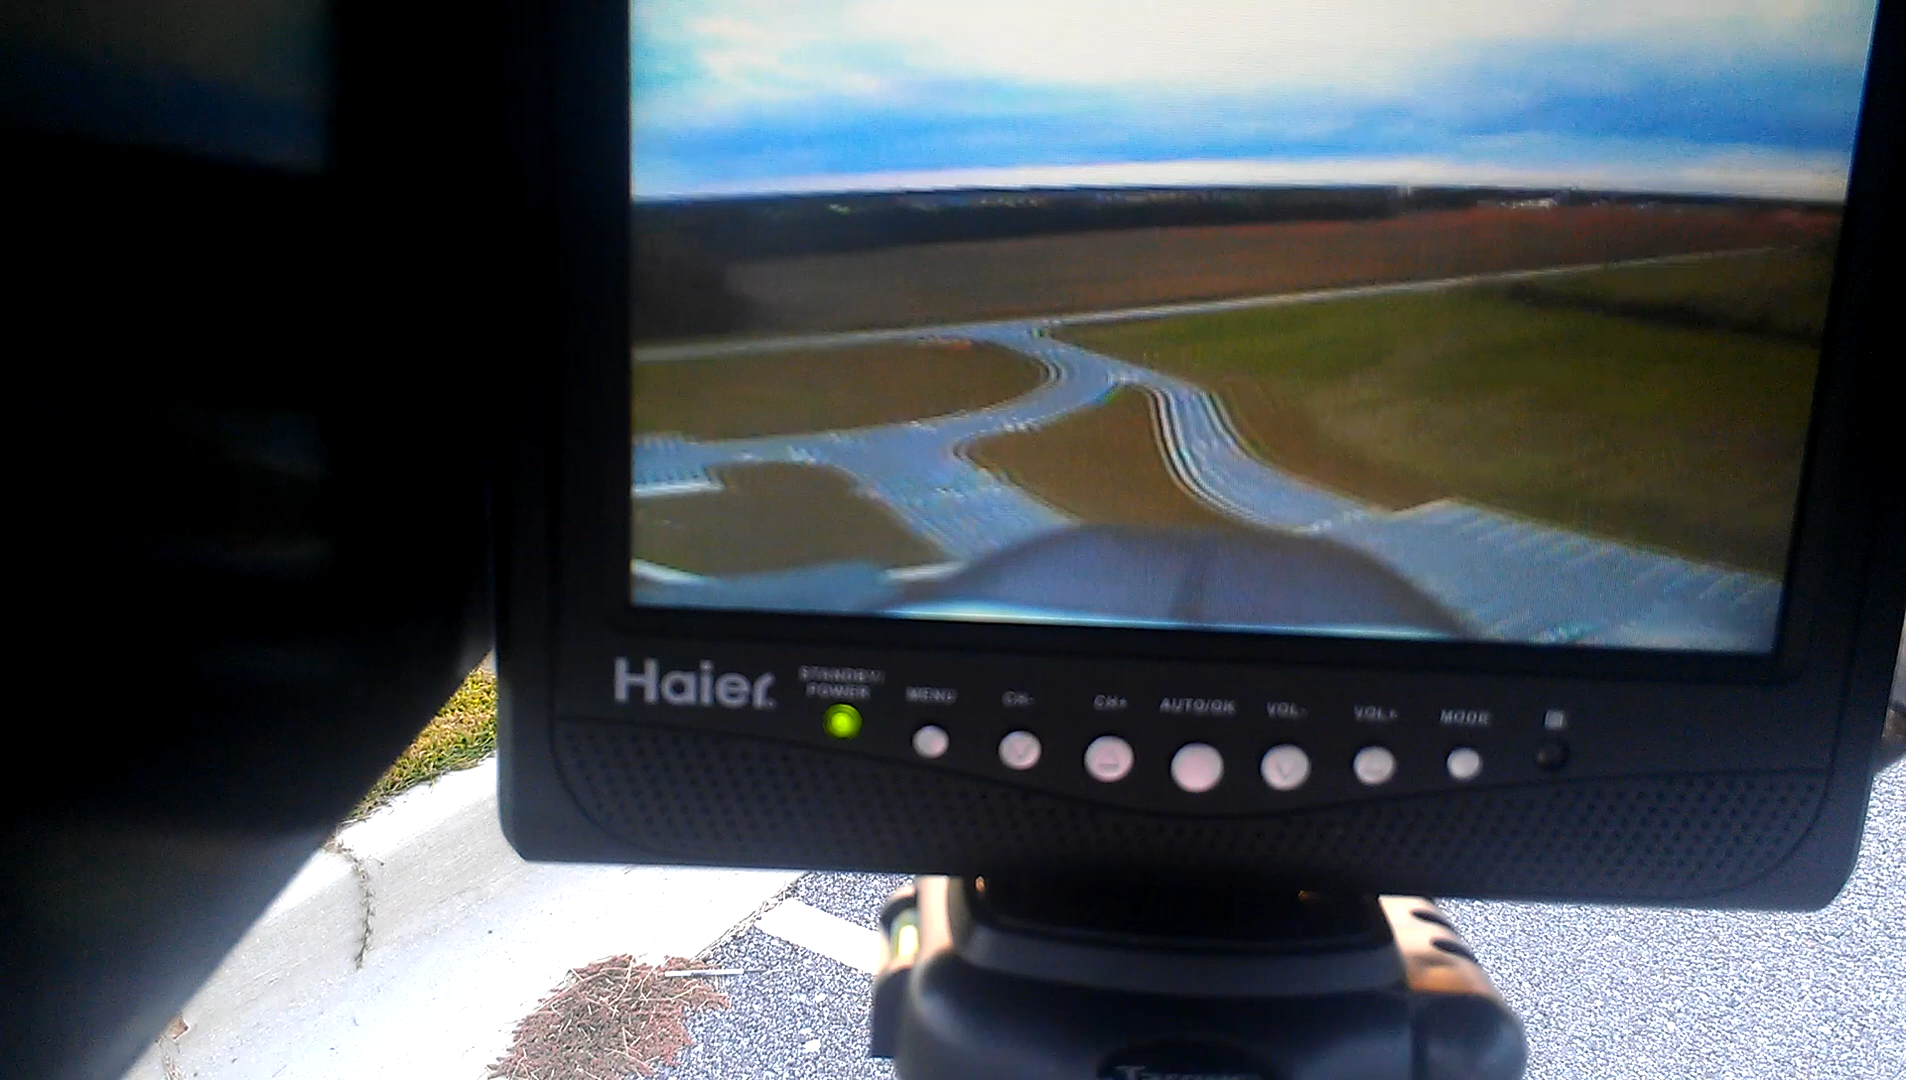 Haier
STANDBY/
POWER
MENU
CH-
CH+
AUTO/OK
VOL-
VOL+
MODE